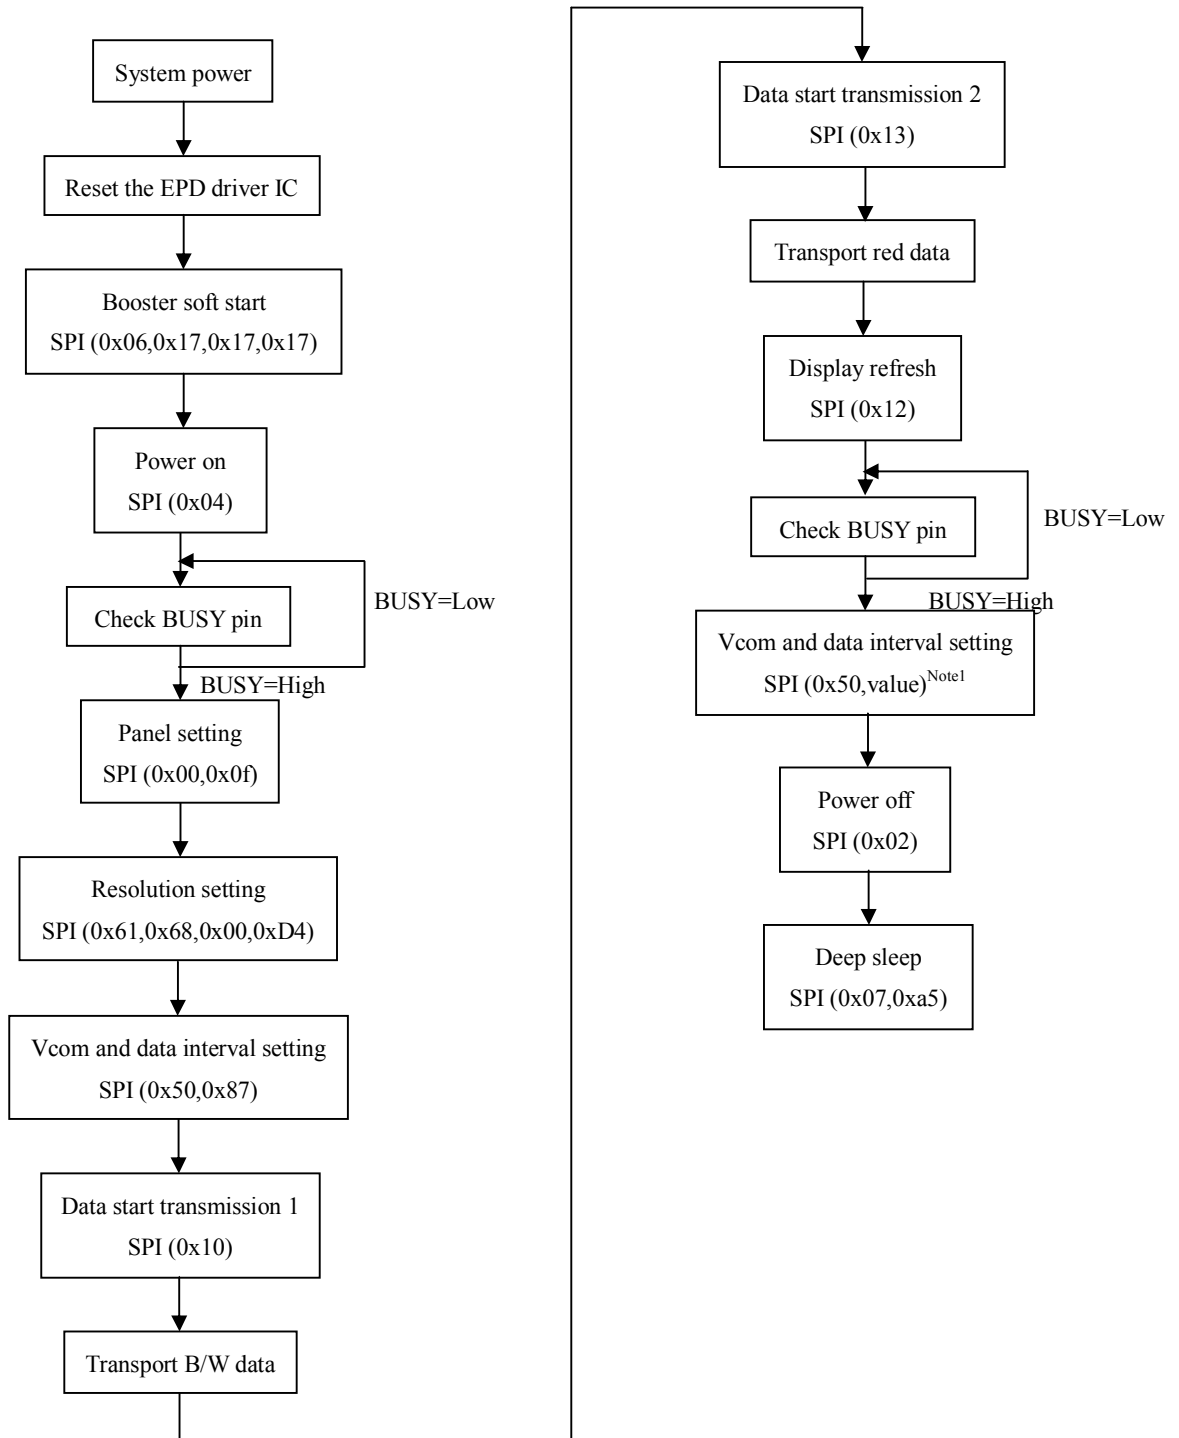 System power
Reset the EPD driver IC
Booster soft start
SPI (0x06,0x17,0x17,0x17)
Power on
SPI (0x04)
BUSY=Low
Check BUSY pin
BUSY=High
Panel setting
SPI (0x00,0x0f)
Resolution setting
SPI (0x61,0x68,0x00,0xD4)
Vcom and data interval setting
SPI (0x50,0x87)
Data start transmission 1
SPI (0x10)
Transport B/W data
Data start transmission 2
SPI (0x13)
Transport red data
Display refresh
SPI (0x12)
BUSY=Low
Check BUSY pin
BUSY=High
Vcom and data interval setting
SPI (0x50,value)Note1
Power off
SPI (0x02)
Deep sleep
SPI (0x07,0xa5)